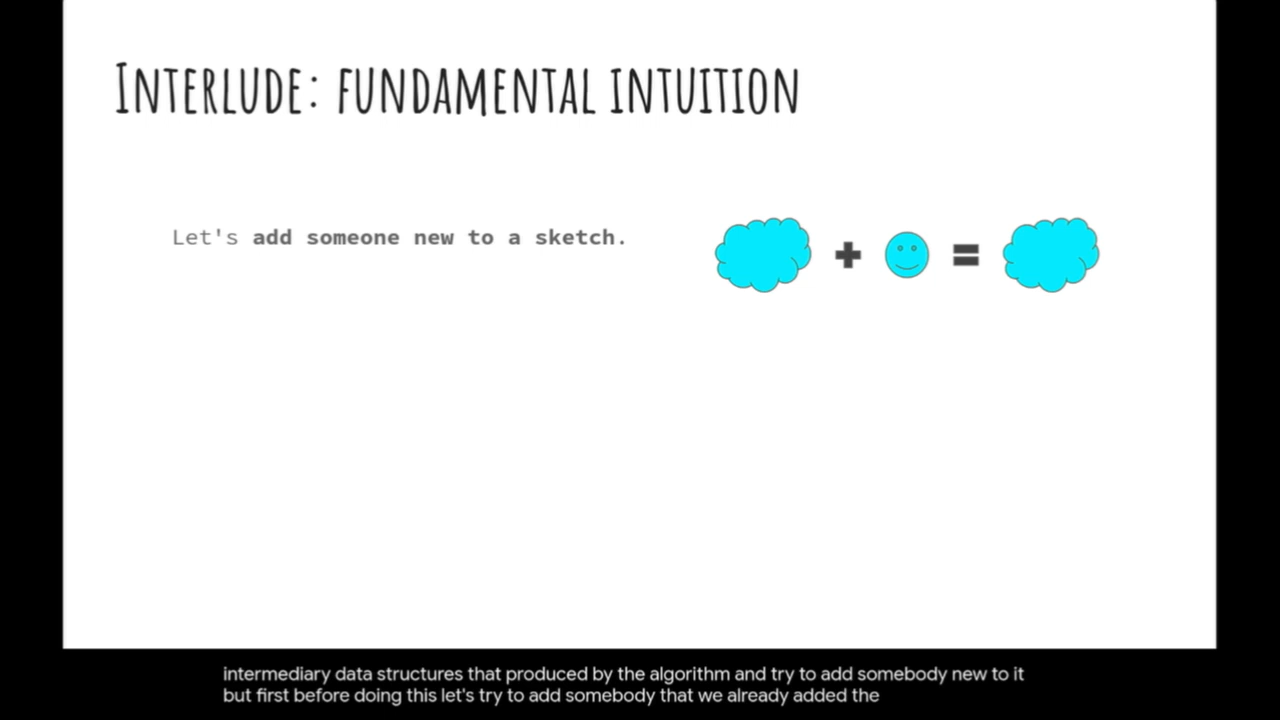 Interlude: fundamental intuition
Let's add someone new to a sketch.
intermediary data structures that produced by the algorithm and try to add somebody new to it
but first before doing this let's try to add somebody that we already added the